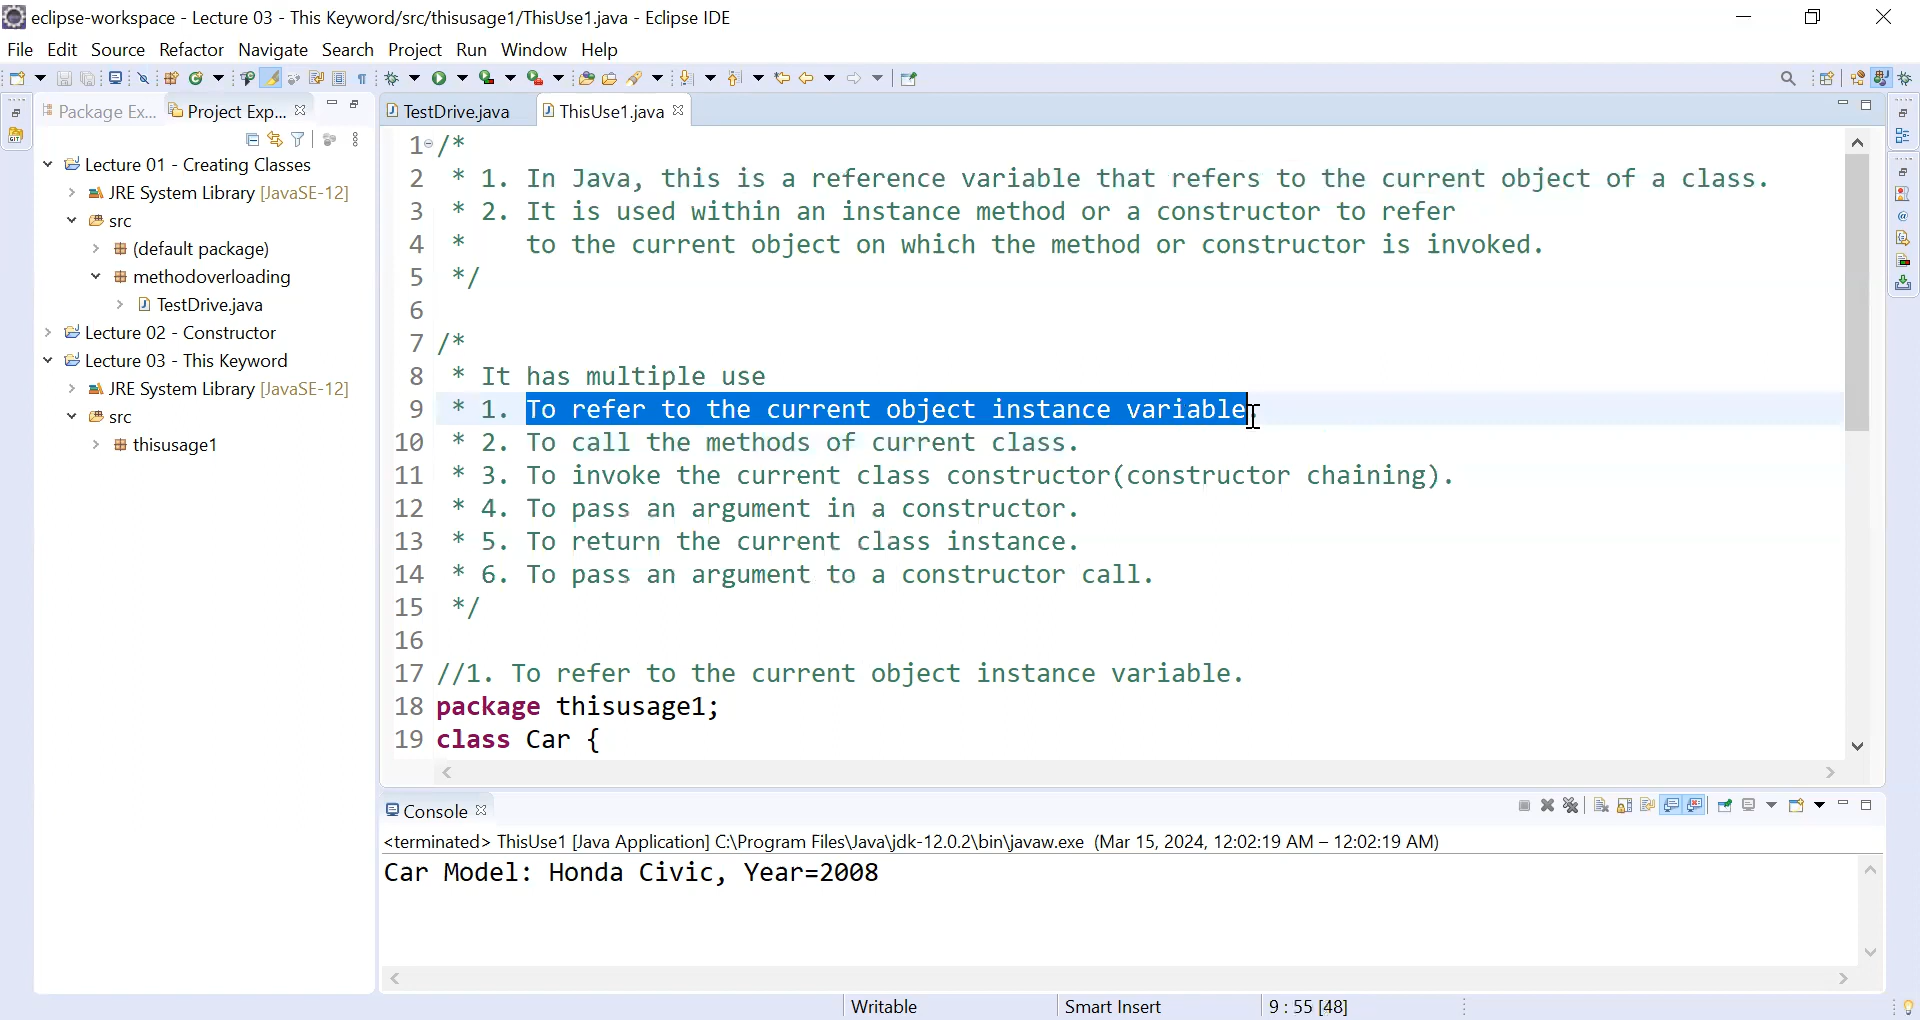 eclipse-workspace - Lecture 03 - This Keyword/src/thisusage1/ThisUse1.java - Eclipse IDE
File Edit Source Refactor Navigate Search Project Run Window Help
Package Ex... Project Exp...
TestDrive.java ThisUse1.java
Lecture 01 - Creating Classes
JRE System Library [JavaSE-12]
src
(default package)
methodoverloading
TestDrive.java
Lecture 02 - Constructor
Lecture 03 - This Keyword
JRE System Library [JavaSE-12]
src
thisusage1
1 /*
2 * 1. In Java, this is a reference variable that refers to the current object of a class.
3 * 2. It is used within an instance method or a constructor to refer
4 * to the current object on which the method or constructor is invoked.
5 */
6
7 /*
8 * It has multiple use
9 * 1. To refer to the current object instance variable.
10 * 2. To call the methods of current class.
11 * 3. To invoke the current class constructor(constructor chaining).
12 * 4. To pass an argument in a constructor.
13 * 5. To return the current class instance.
14 * 6. To pass an argument to a constructor call.
15 */
16
17 //1. To refer to the current object instance variable.
18 package thisusage1;
19 class Car {
Console
<terminated> ThisUse1 [Java Application] C:\Program Files\Java\jdk-12.0.2\bin\javaw.exe (Mar 15, 2024, 12:02:19 AM – 12:02:19 AM)
Car Model: Honda Civic, Year=2008
Writable Smart Insert 9 : 55 [48]